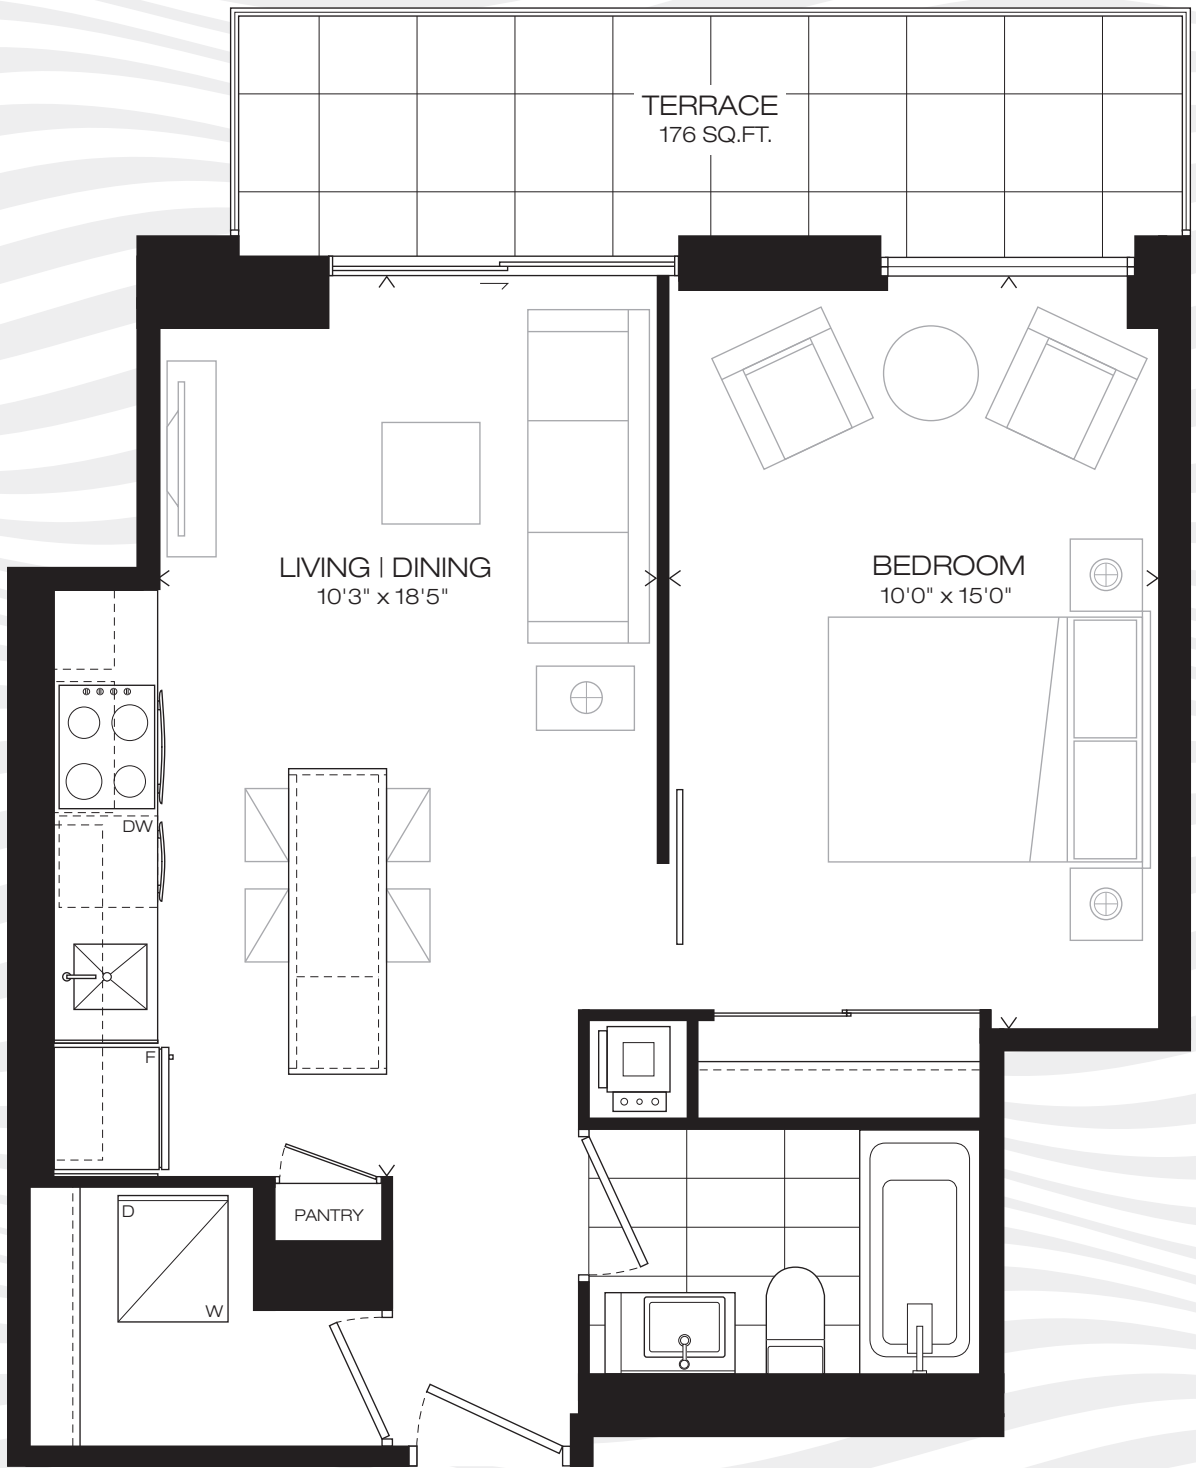 TERRACE
176 SQ.FT.
LIVING | DINING
10'3" x 18'5"
BEDROOM
10'0" x 15'0"
DW
F
PANTRY
D
W